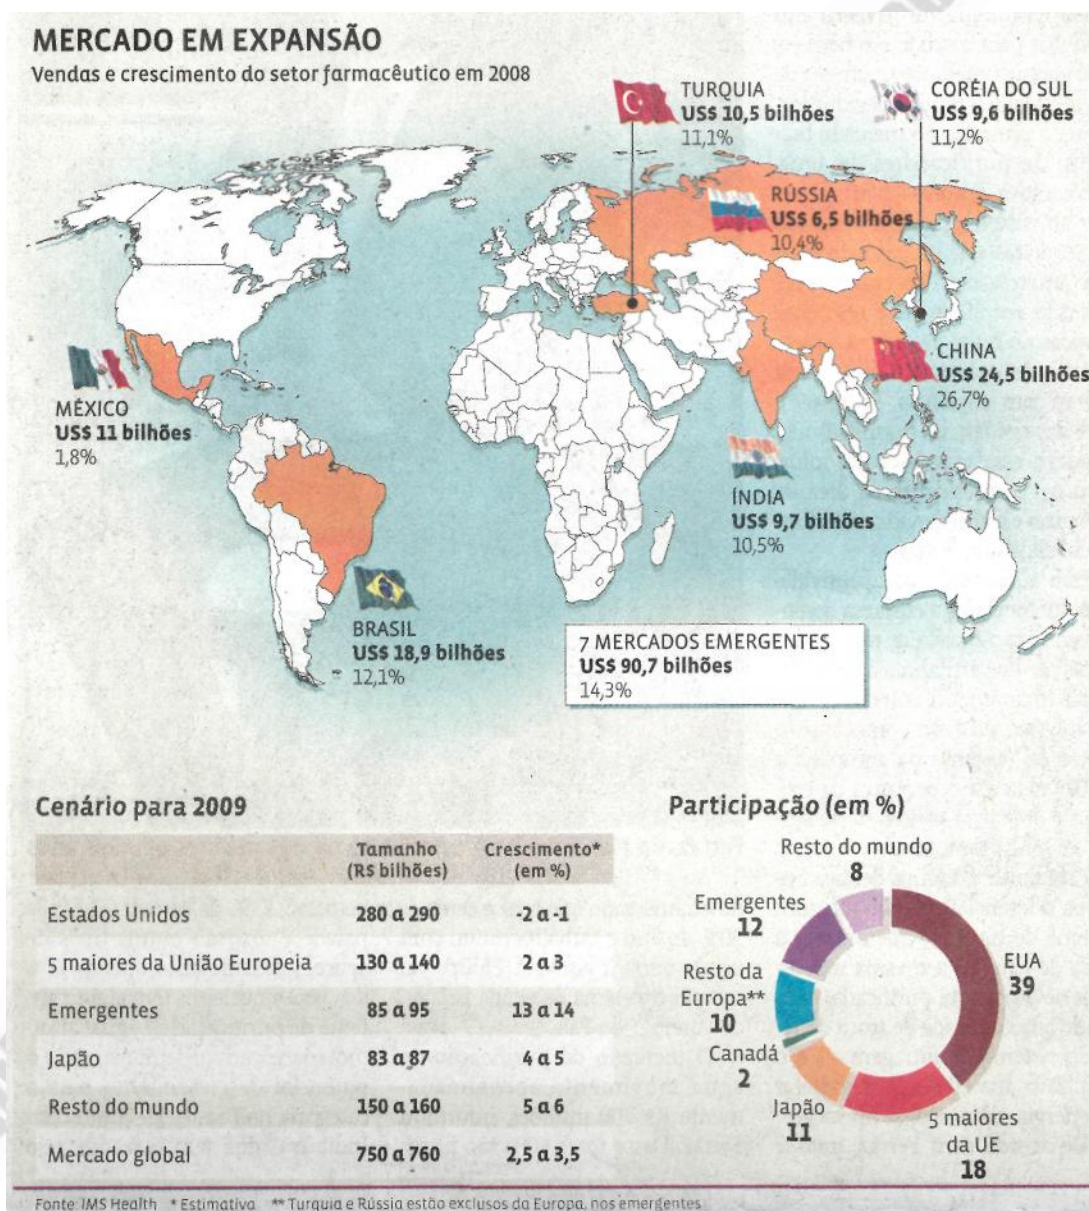 MERCADO EM EXPANSÃO
Vendas e crescimento do setor farmacêutico em 2008
TURQUIA
US$ 10,5 bilhões
11,1%
CORÉIA DO SUL
US$ 9,6 bilhões
11,2%
RÚSSIA
US$ 6,5 bilhões
10,4%
CHINA
US$ 24,5 bilhões
26,7%
MÉXICO
US$ 11 bilhões
1,8%
ÍNDIA
US$ 9,7 bilhões
10,5%
BRASIL
US$ 18,9 bilhões
12,1%
7 MERCADOS EMERGENTES
US$ 90,7 bilhões
14,3%
Cenário para 2009
Tamanho Crescimento*
(R$ bilhões) (em %)
Estados Unidos 280 a 290 -2 a -1
5 maiores da União Europeia 130 a 140 2 a 3
Emergentes 85 a 95 13 a 14
Japão 83 a 87 4 a 5
Resto do mundo 150 a 160 5 a 6
Mercado global 750 a 760 2,5 a 3,5
Participação (em %)
Resto do mundo
8
Emergentes
12
Resto da
Europa**
10
Canadá
2
Japão
11
5 maiores
da UE
18
EUA
39
Fonte: IMS Health * Estimativa ** Turquia e Rússia estão exclusos da Europa, nos emergentes